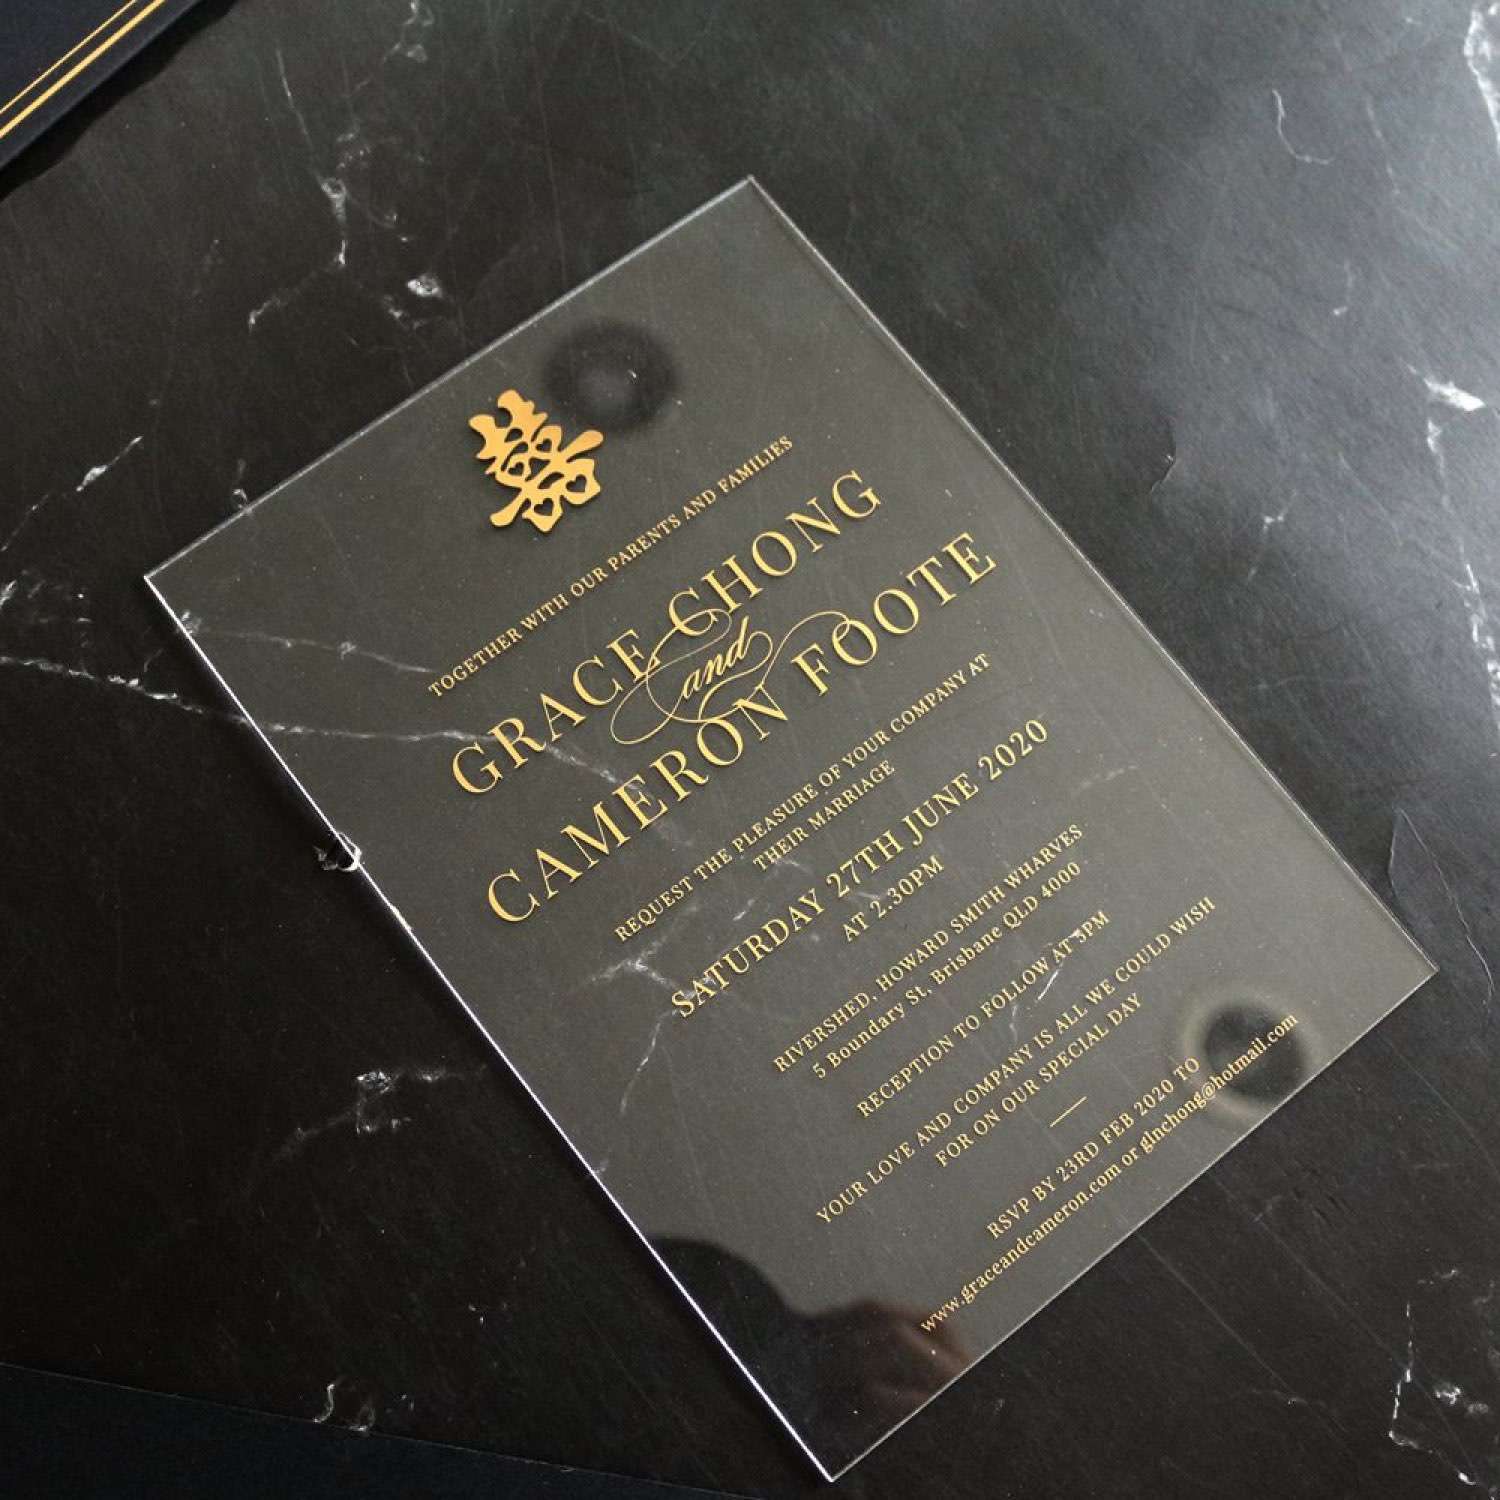 囍
TOGETHER WITH OUR PARENTS AND FAMILIES
GRACE CHONG
and
CAMERON FOOTE
REQUEST THE PLEASURE OF YOUR COMPANY AT
THEIR MARRIAGE
SATURDAY 27TH JUNE 2020
AT 2.30PM
RIVERSHED, HOWARD SMITH WHARVES
5 Boundary St, Brisbane QLD 4000
RECEPTION TO FOLLOW AT 3PM
YOUR LOVE AND COMPANY IS ALL WE COULD WISH
FOR ON OUR SPECIAL DAY
RSVP BY 23RD FEB 2020 TO
www.graceandcameron.com or glnchong@hotmail.com